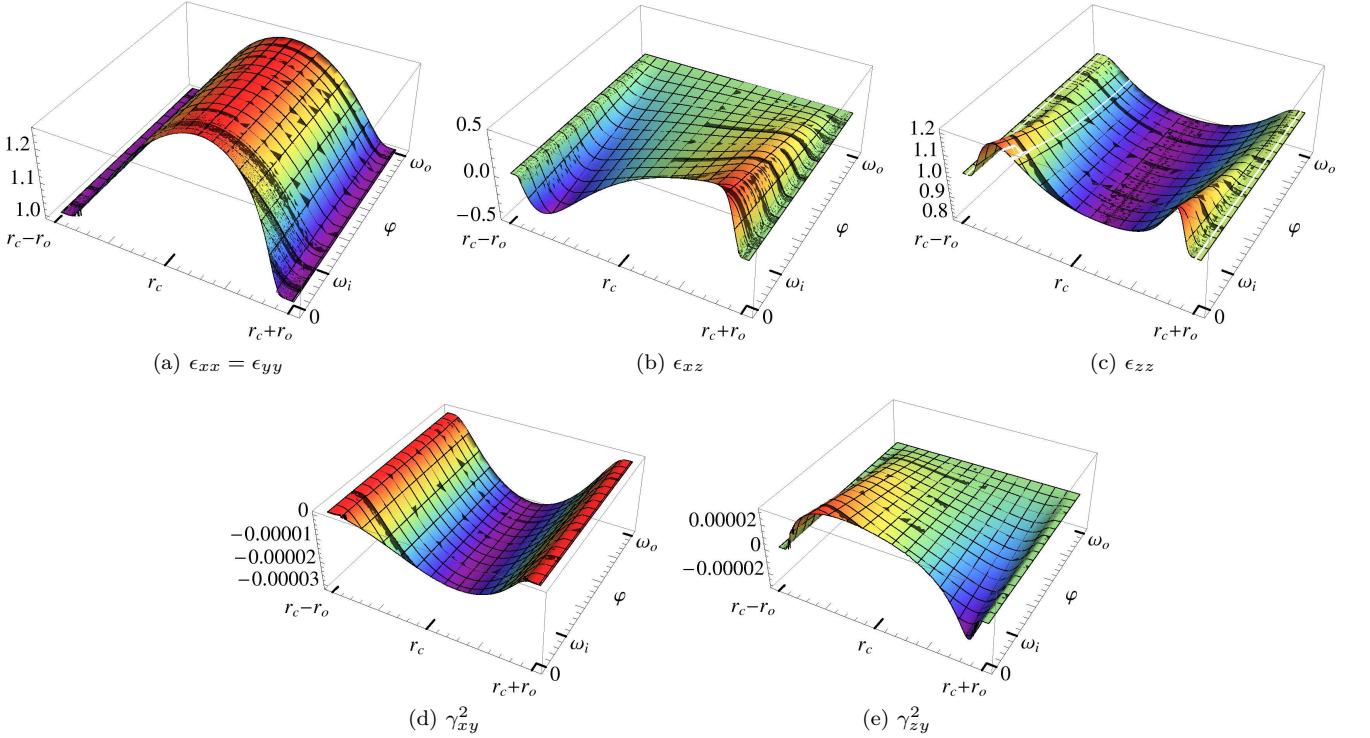 1.2
1.1
1.0
r_c−r_o
r_c
r_c+r_o
0
ω_i
φ
ω_o
(a) ϵ_xx = ϵ_yy
0.5
0.0
−0.5
r_c−r_o
r_c
r_c+r_o
0
ω_i
φ
ω_o
(b) ϵ_xz
1.2
1.1
1.0
0.9
0.8
r_c−r_o
r_c
r_c+r_o
0
ω_i
φ
ω_o
(c) ϵ_zz
0
−0.00001
−0.00002
−0.00003
r_c−r_o
r_c
r_c+r_o
0
ω_i
φ
ω_o
(d) γ²_xy
0.00002
0
−0.00002
r_c−r_o
r_c
r_c+r_o
0
ω_i
φ
ω_o
(e) γ²_zy